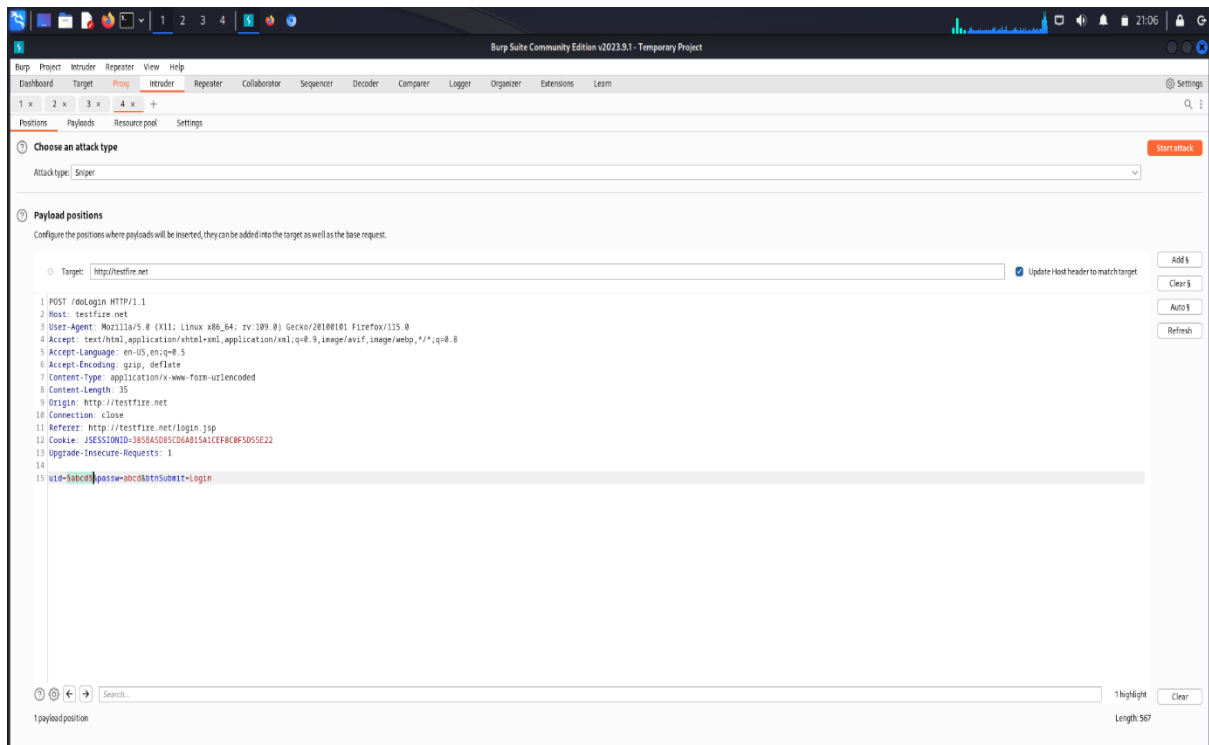 1 2 3 4 21:06
Burp Suite Community Edition v2023.9.1 - Temporary Project
Burp Project Intruder Repeater View Help
Dashboard Target Proxy Intruder Repeater Collaborator Sequencer Decoder Comparer Logger Organizer Extensions Learn Settings
1 × 2 × 3 × 4 × +
Positions Payloads Resource pool Settings
? Choose an attack type Start attack
Attack type: Sniper
? Payload positions
Configure the positions where payloads will be inserted, they can be added into the target as well as the base request.
Target: http://testfire.net Update Host header to match target Add §
Clear §
Auto §
Refresh
1 POST /doLogin HTTP/1.1
2 Host: testfire.net
3 User-Agent: Mozilla/5.0 (X11; Linux x86_64; rv:109.0) Gecko/20100101 Firefox/115.0
4 Accept: text/html,application/xhtml+xml,application/xml;q=0.9,image/avif,image/webp,*/*;q=0.8
5 Accept-Language: en-US,en;q=0.5
6 Accept-Encoding: gzip, deflate
7 Content-Type: application/x-www-form-urlencoded
8 Content-Length: 35
9 Origin: http://testfire.net
10 Connection: close
11 Referer: http://testfire.net/login.jsp
12 Cookie: JSESSIONID=385BA5D85CD6AB15A1CEF8C0F5D55E22
13 Upgrade-Insecure-Requests: 1
14
15 uid=§abcd§&passw=abcd&btnSubmit=Login
? Search... 1 highlight Clear
1 payload position Length: 567